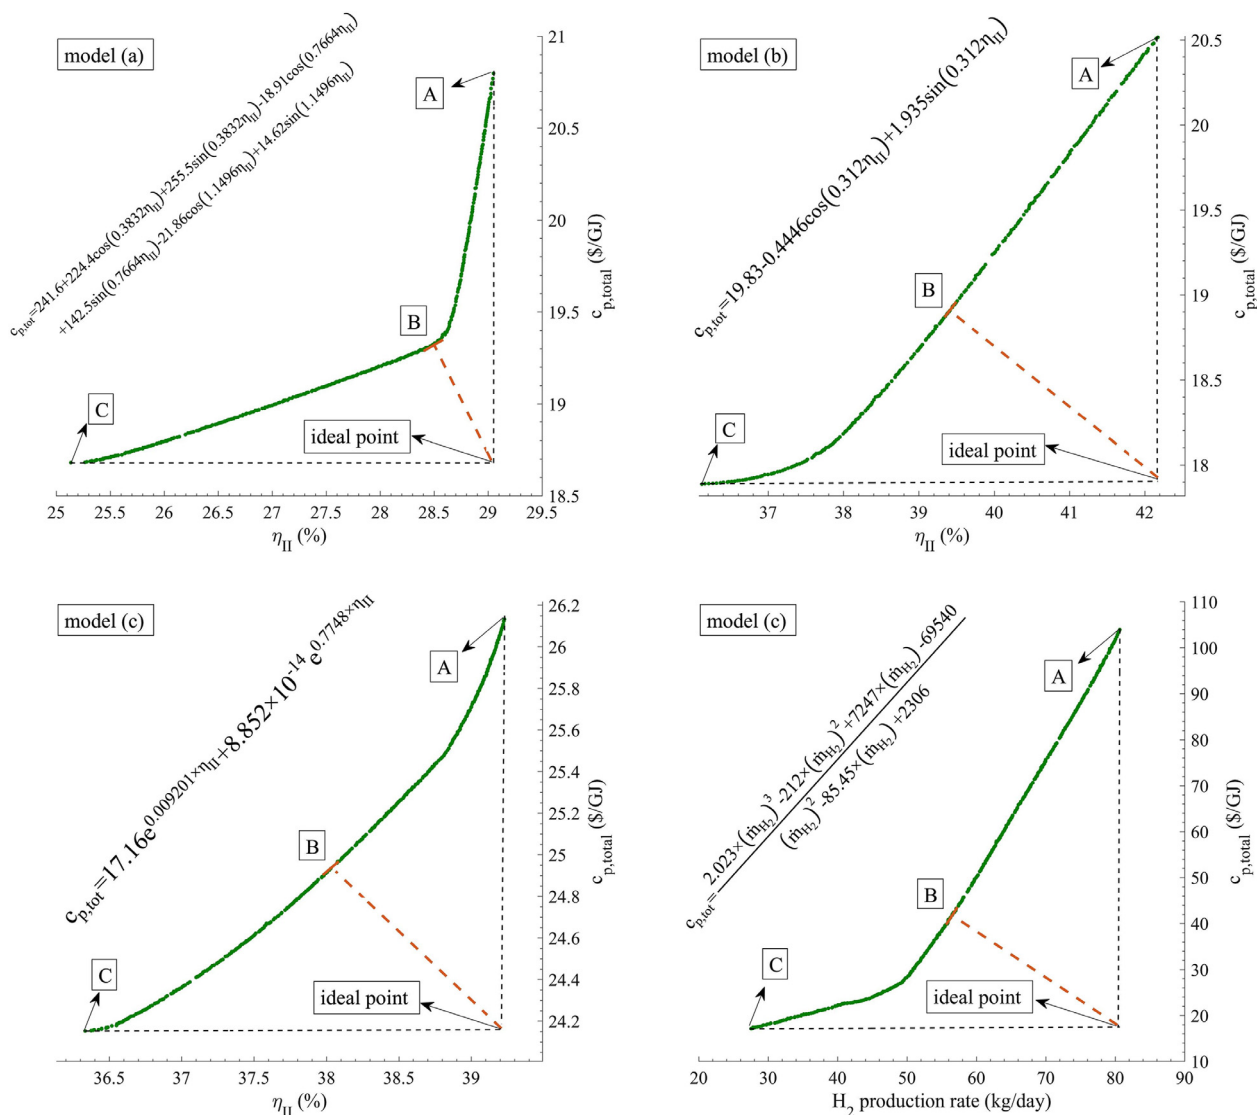 model (a)
c_p,tot=241.6+224.4cos(0.3832η_II)+255.5sin(0.3832η_II)-18.91cos(0.7664η_II)
+142.5sin(0.7664η_II)-21.86cos(1.1496η_II)+14.62sin(1.1496η_II)
A
B
C
ideal point
21
20.5
20
19.5
19
18.5
c_p,total ($/GJ)
25 25.5 26 26.5 27 27.5 28 28.5 29 29.5
η_II (%)
model (b)
c_p,tot=19.83-0.4446cos(0.312η_II)+1.935sin(0.312η_II)
A
B
C
ideal point
20.5
20
19.5
19
18.5
18
c_p,total ($/GJ)
37 38 39 40 41 42
η_II (%)
model (c)
c_p,tot=17.16e^0.009201×η_II+8.852×10^-14 e^0.7748×η_II
A
B
C
ideal point
26.2
26
25.8
25.6
25.4
25.2
25
24.8
24.6
24.4
24.2
c_p,total ($/GJ)
36.5 37 37.5 38 38.5 39
η_II (%)
model (c)
c_p,tot=
2.023×(ṁ_H₂)^3-212×(ṁ_H₂)^2+7247×(ṁ_H₂)-69540
(ṁ_H₂)^2-85.45×(ṁ_H₂)+2306
A
B
C
ideal point
110
100
90
80
70
60
50
40
30
20
10
c_p,total ($/GJ)
20 30 40 50 60 70 80 90
H₂ production rate (kg/day)